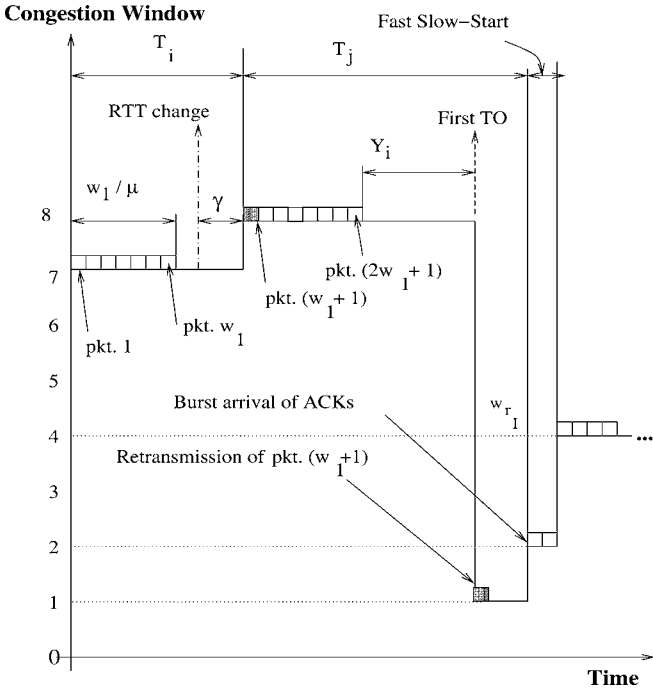 Congestion Window
Fast Slow-Start
T i
T j
RTT change
First TO
Y i
w 1 / μ
γ
8
7
pkt. (2w 1 + 1)
pkt. (w 1 + 1)
pkt. w 1
pkt. 1
6
5
Burst arrival of ACKs
w r 1
4
...
Retransmission of pkt. (w 1 +1)
3
2
1
0
Time